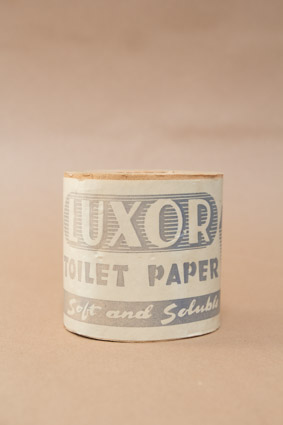 LUXOR
TOILET PAPER
Soft and Soluble